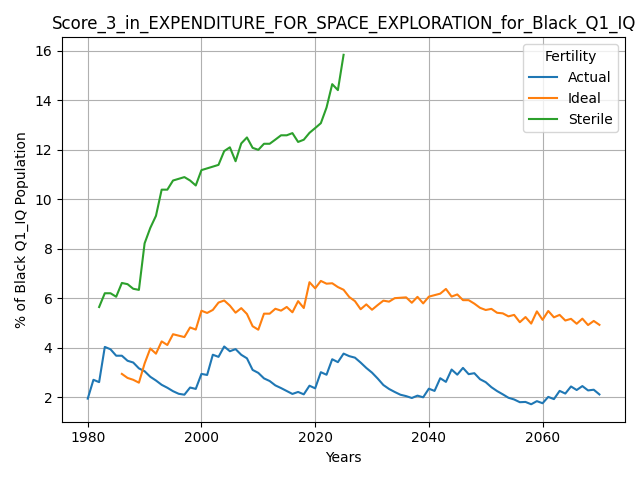 Score_3_in_EXPENDITURE_FOR_SPACE_EXPLORATION_for_Black_Q1_IQ
% of Black Q1_IQ Population
16
14
12
10
8
6
4
2
Fertility
Actual
Ideal
Sterile
1980
2000
2020
2040
2060
Years